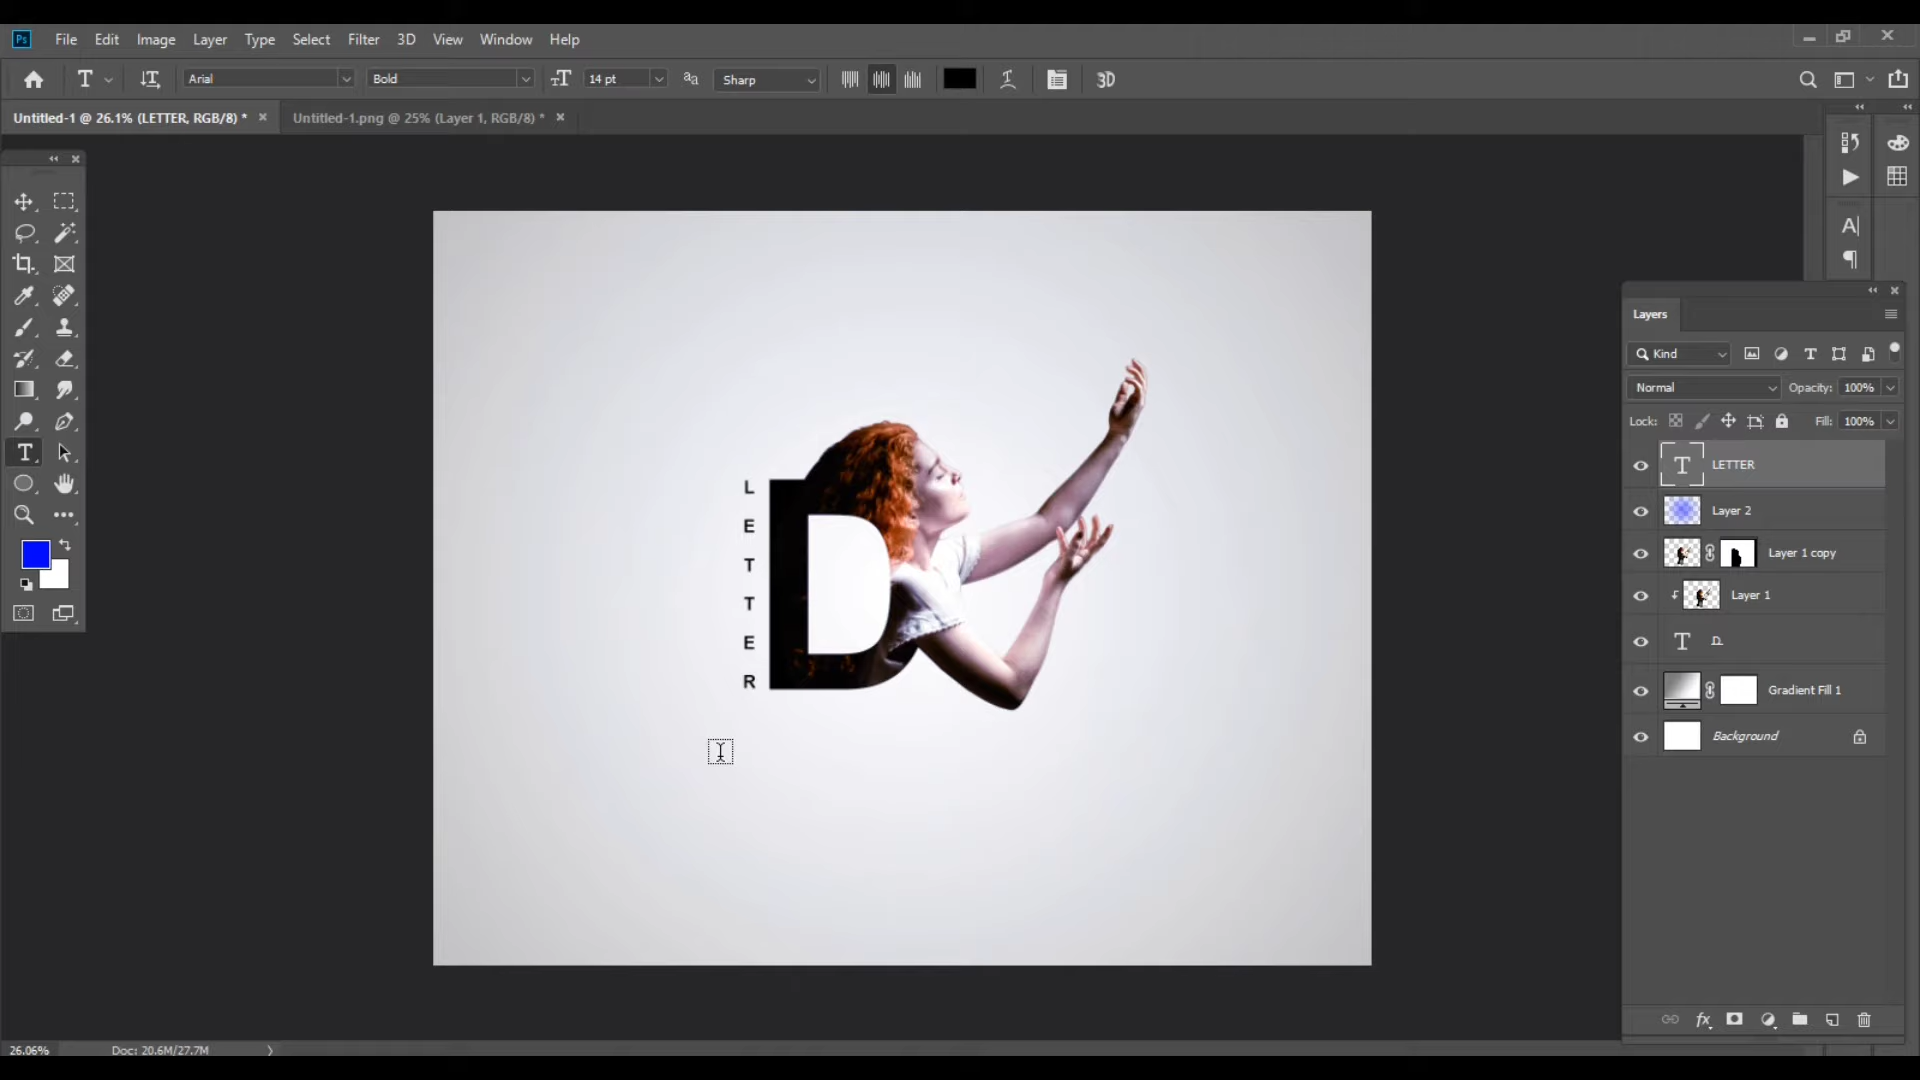 Ps File Edit Image Layer Type Select Filter 3D View Window Help
T Arial Bold 14 pt aa Sharp 3D
Untitled-1 @ 26.1% (LETTER, RGB/8) * × Untitled-1.png @ 25% (Layer 1, RGB/8) * ×
L
E
T
T
E
R
D
Layers
Kind
Normal Opacity: 100%
Lock: Fill: 100%
T LETTER
Layer 2
Layer 1 copy
Layer 1
T D
Gradient Fill 1
Background
fx
26.06% Doc: 20.6M/27.7M